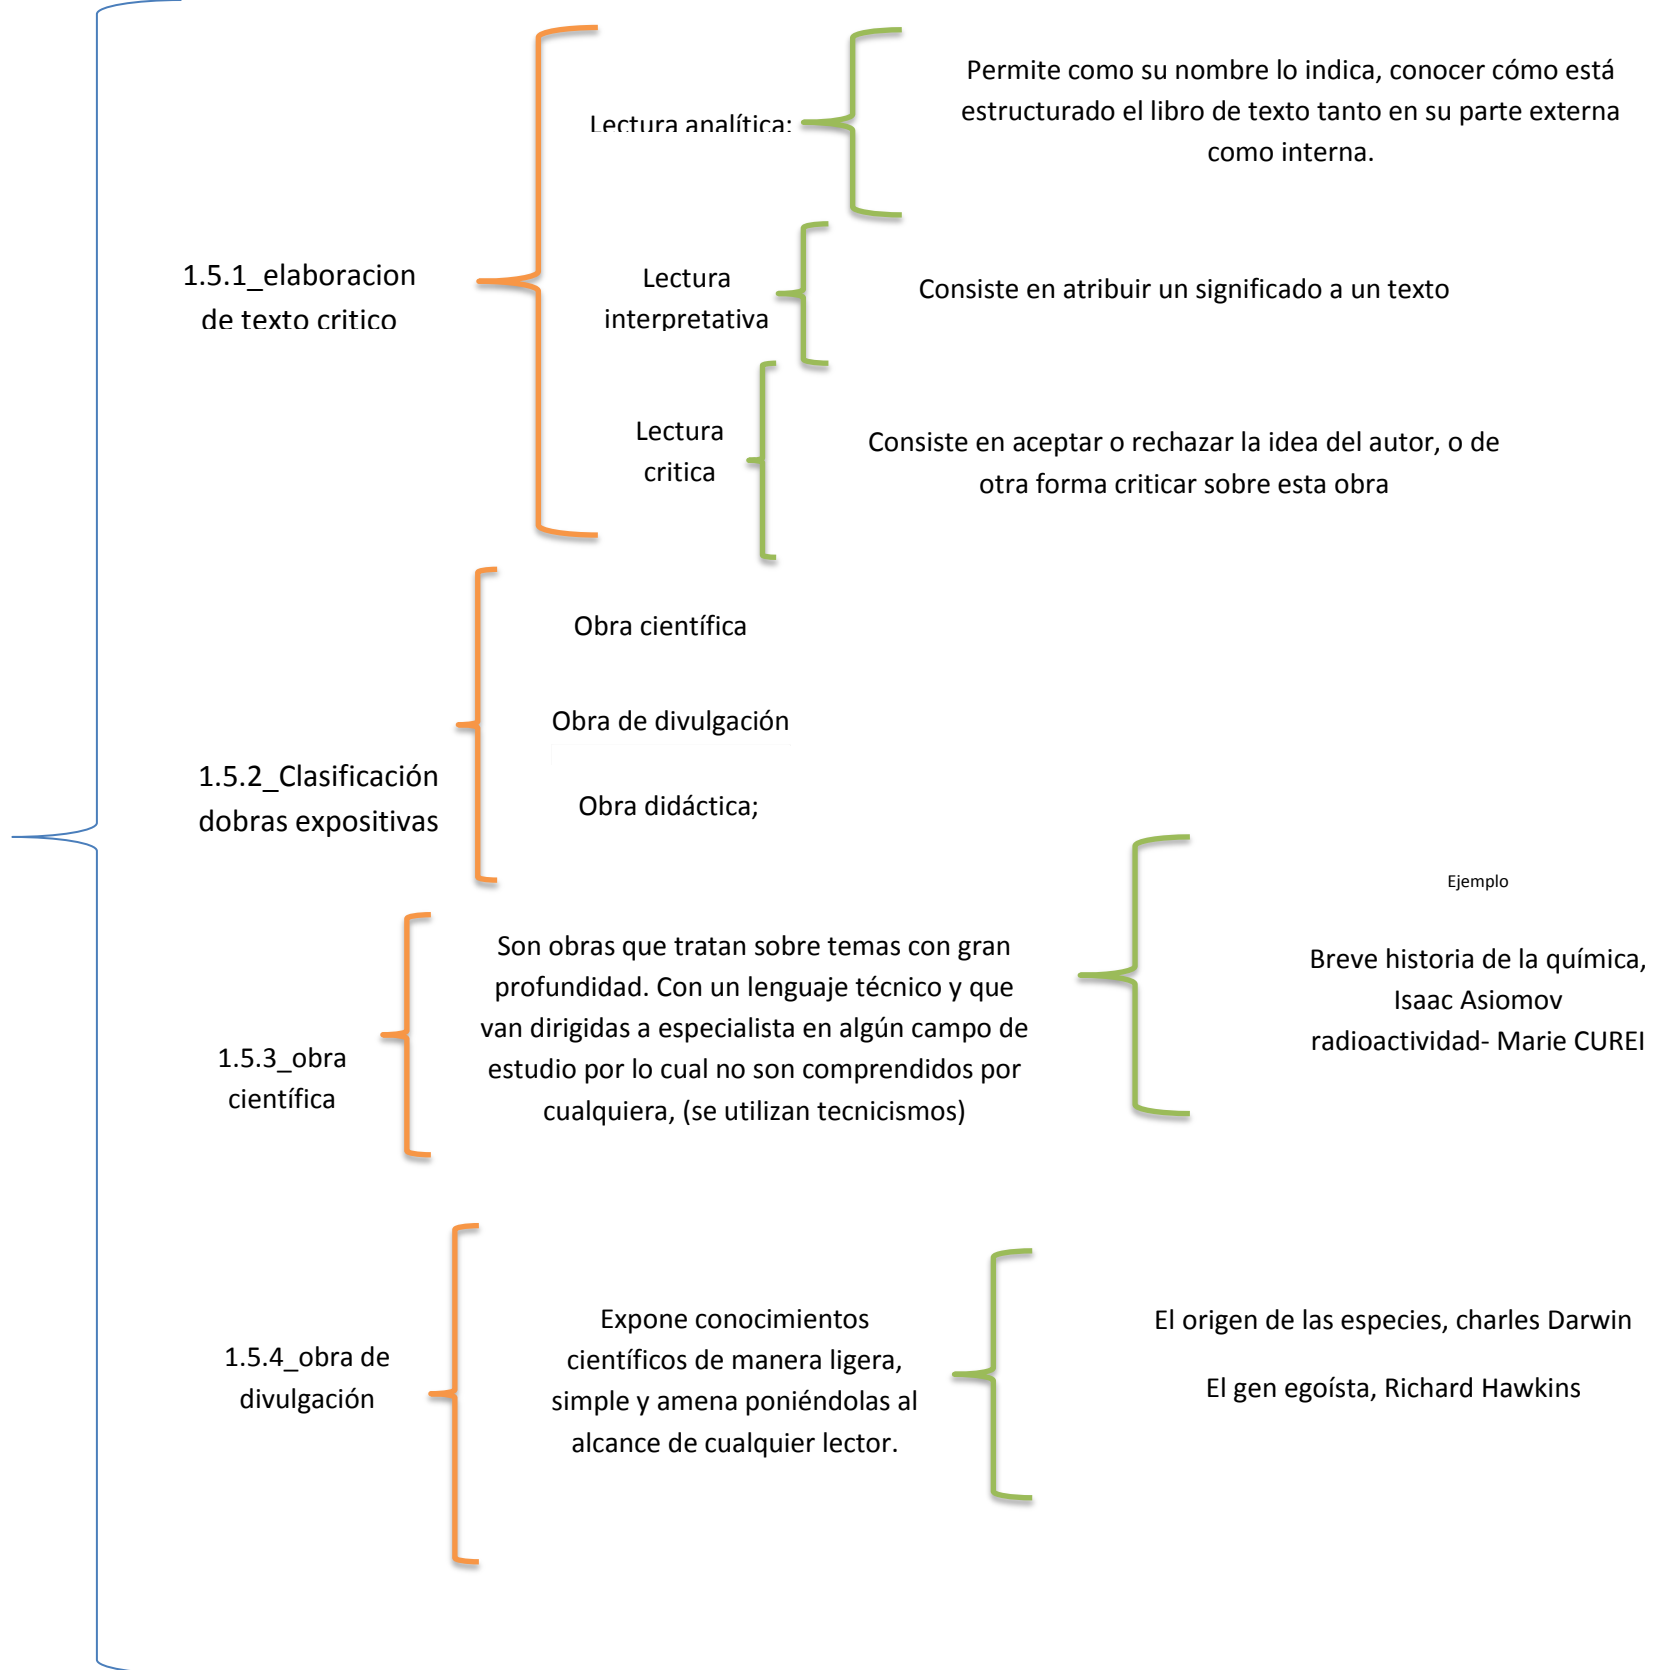 Permite como su nombre lo indica, conocer cómo está
estructurado el libro de texto tanto en su parte externa
como interna.
Lectura analítica:
1.5.1_elaboracion
de texto critico
Lectura
interpretativa
Consiste en atribuir un significado a un texto
Lectura
critica
Consiste en aceptar o rechazar la idea del autor, o de
otra forma criticar sobre esta obra
1.5.2_Clasificación
dobras expositivas
Obra científica
Obra de divulgación
Obra didáctica;
1.5.3_obra
científica
Son obras que tratan sobre temas con gran
profundidad. Con un lenguaje técnico y que
van dirigidas a especialista en algún campo de
estudio por lo cual no son comprendidos por
cualquiera, (se utilizan tecnicismos)
Ejemplo
Breve historia de la química,
Isaac Asiomov
radioactividad- Marie CUREI
1.5.4_obra de
divulgación
Expone conocimientos
científicos de manera ligera,
simple y amena poniéndolas al
alcance de cualquier lector.
El origen de las especies, charles Darwin
El gen egoísta, Richard Hawkins